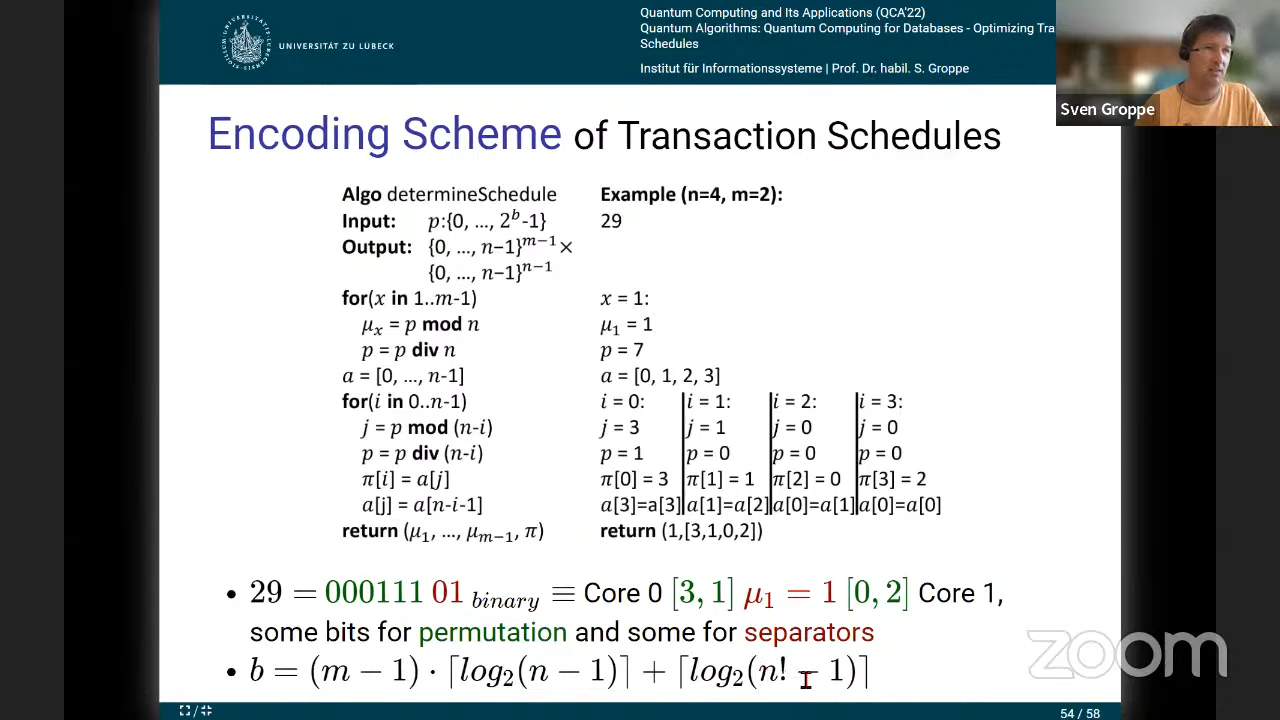 Quantum Computing and Its Applications (QCA'22)
Quantum Algorithms: Quantum Computing for Databases - Optimizing Tra
Schedules
UNIVERSITÄT ZU LÜBECK
Institut für Informationssysteme | Prof. Dr. habil. S. Groppe
Sven Groppe
Encoding Scheme of Transaction Schedules
Algo determineSchedule Example (n=4, m=2):
Input: p:{0, …, 2^b-1} 29
Output: {0, …, n−1}^m−1 ×
{0, …, n−1}^n−1
for(x in 1..m-1) x = 1:
μ_x = p mod n μ_1 = 1
p = p div n p = 7
a = [0, …, n-1] a = [0, 1, 2, 3]
for(i in 0..n-1) i = 0: i = 1: i = 2: i = 3:
j = p mod (n-i) j = 3 j = 1 j = 0 j = 0
p = p div (n-i) p = 1 p = 0 p = 0 p = 0
π[i] = a[j] π[0] = 3 π[1] = 1 π[2] = 0 π[3] = 2
a[j] = a[n-i-1] a[3]=a[3] a[1]=a[2] a[0]=a[1] a[0]=a[0]
return (μ_1, …, μ_m−1, π) return (1,[3,1,0,2])
• 29 = 000111 01 binary ≡ Core 0 [3, 1] μ_1 = 1 [0, 2] Core 1,
some bits for permutation and some for separators
• b = (m − 1) · ⌈log_2(n − 1)⌉ + ⌈log_2(n! − 1)⌉
zoom
54 / 58